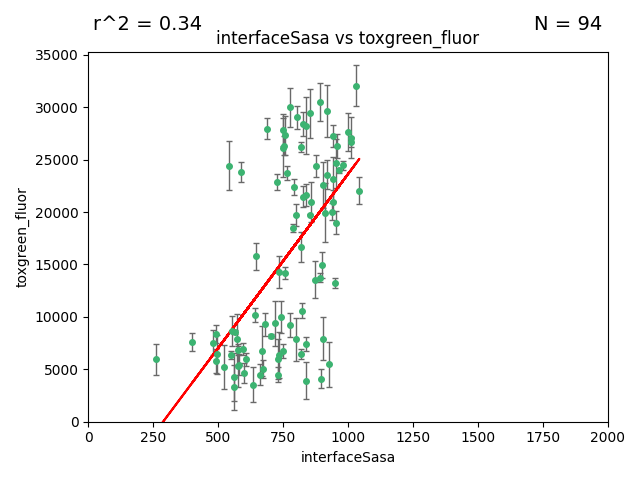 r^2 = 0.34
N = 94
interfaceSasa vs toxgreen_fluor
35000
30000
25000
20000
15000
10000
5000
0
toxgreen_fluor
0 250 500 750 1000 1250 1500 1750 2000
interfaceSasa